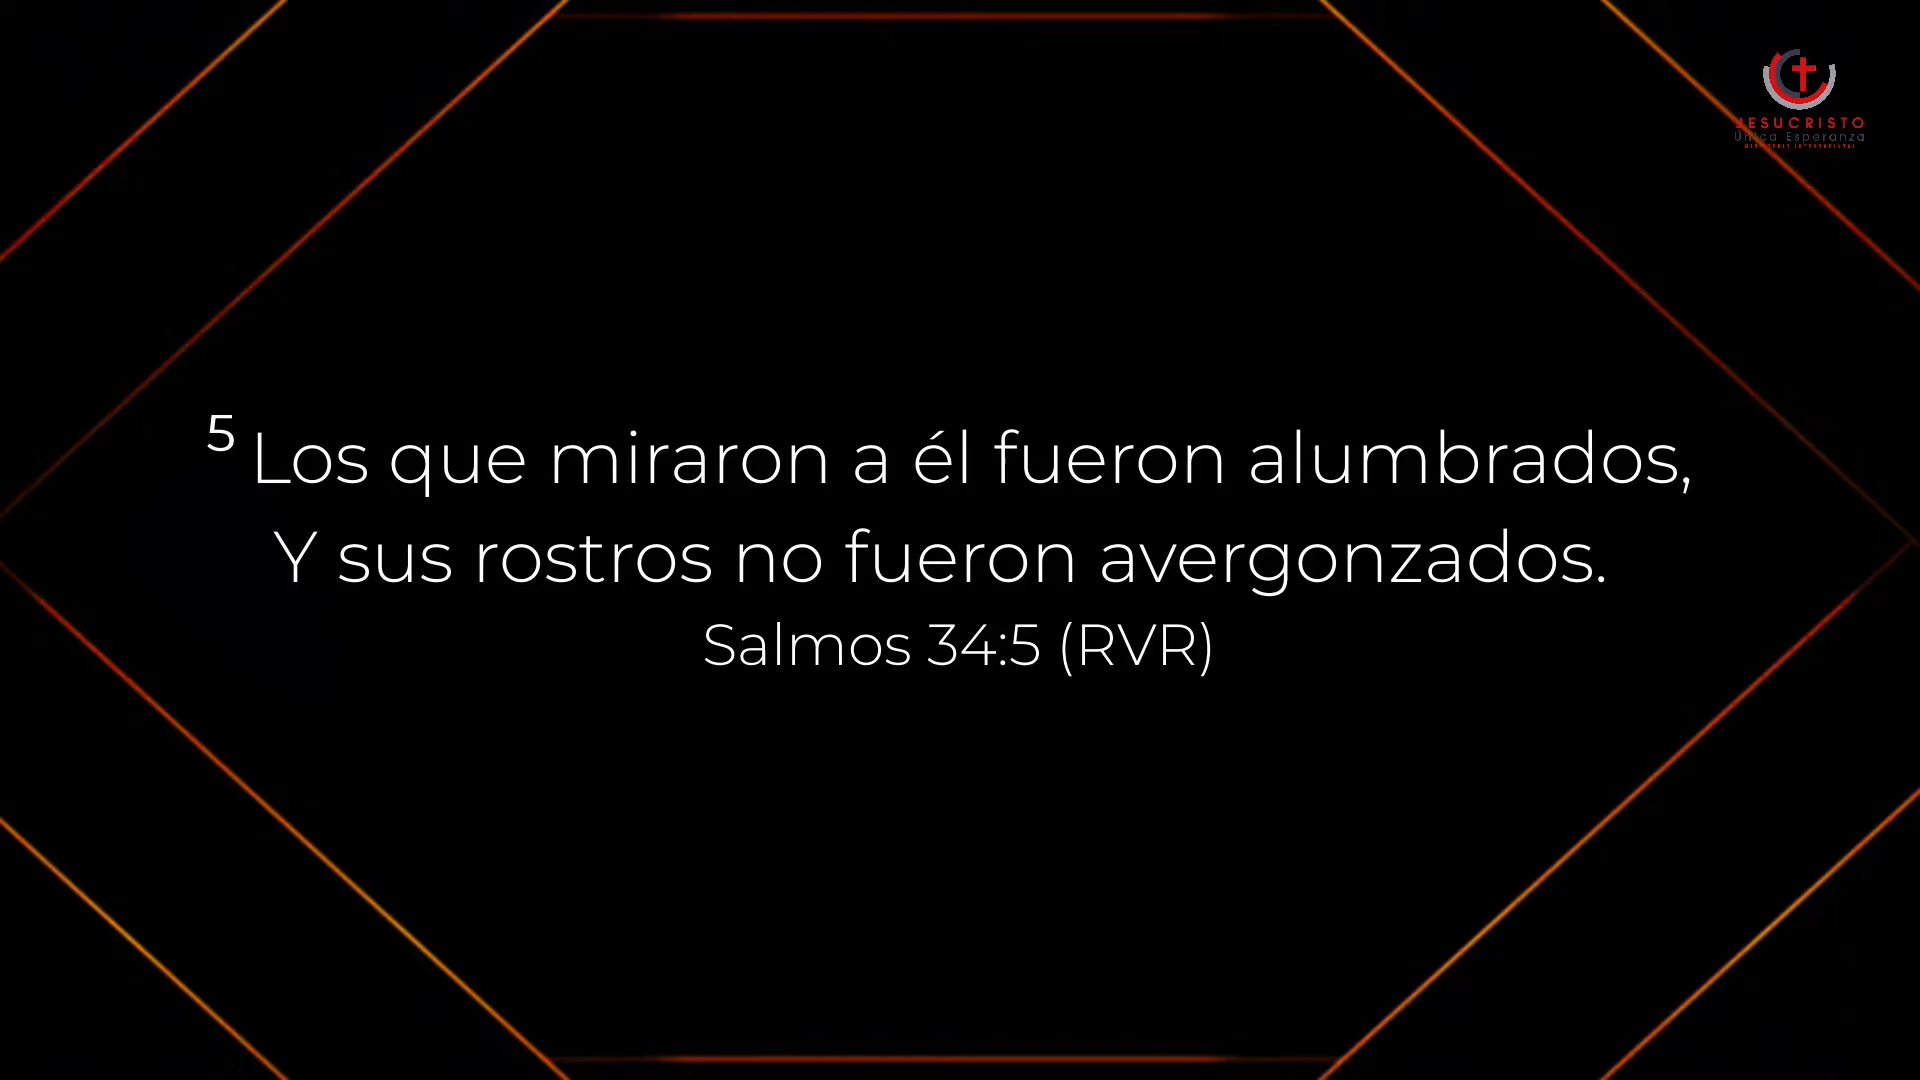 JESUCRISTO
Única Esperanza
5 Los que miraron a él fueron alumbrados,
Y sus rostros no fueron avergonzados.
Salmos 34:5 (RVR)